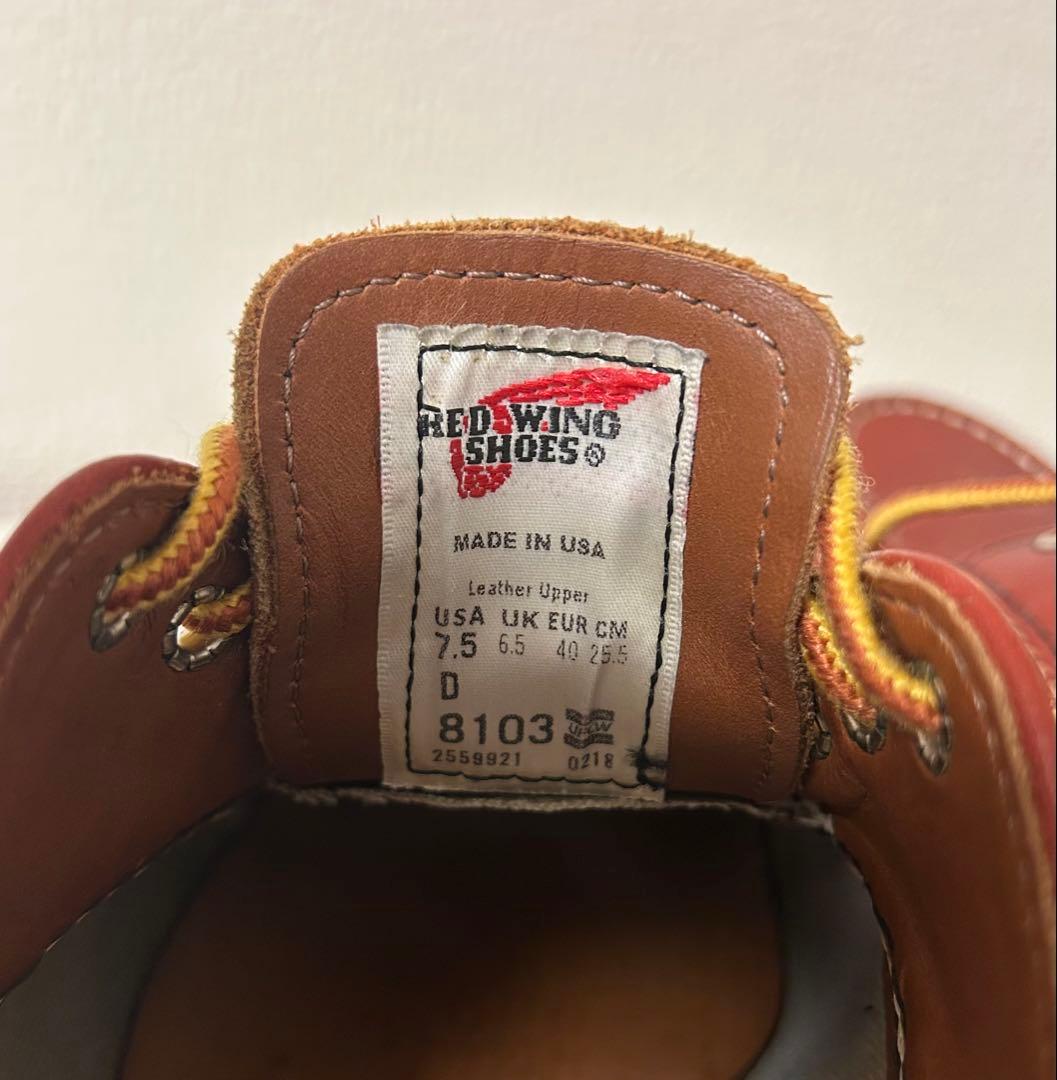 RED WING
SHOES®
MADE IN USA
Leather Upper
USA UK EUR CM
7.5 6.5 40 25.5
D
8103 UFCW
2559921 0218